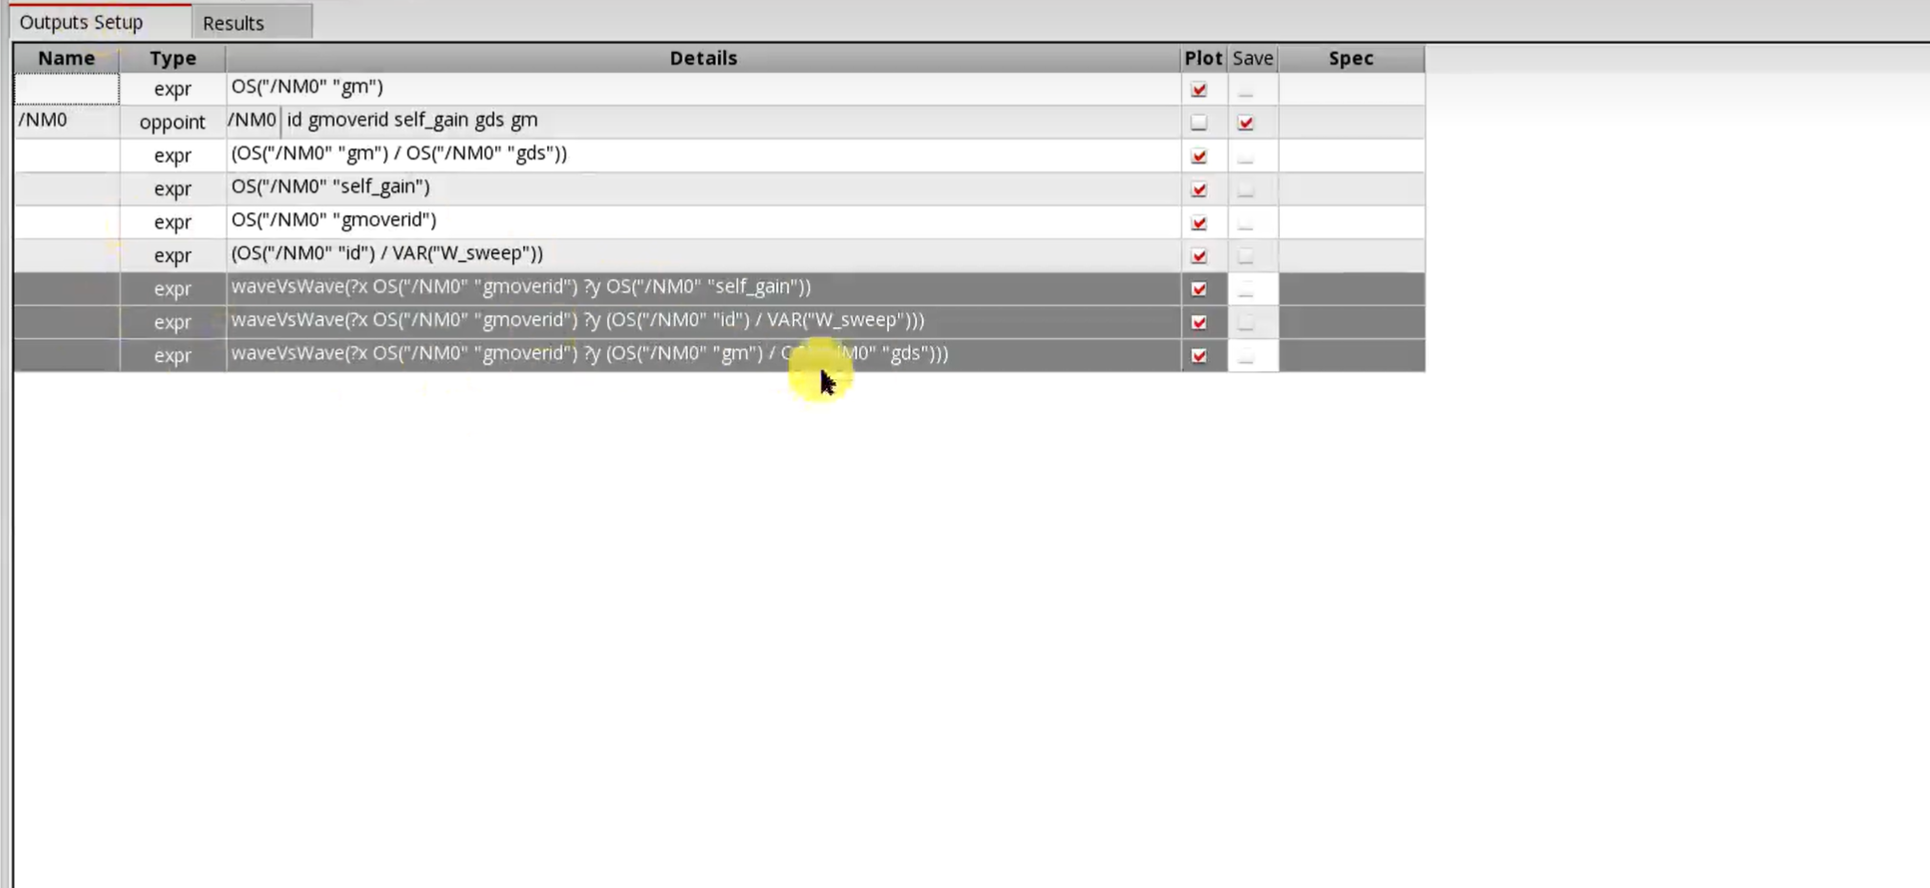 Outputs Setup Results
Name Type Details Plot Save Spec
expr OS("/NM0" "gm")
/NM0 oppoint /NM0 id gmoverid self_gain gds gm
expr (OS("/NM0" "gm") / OS("/NM0" "gds"))
expr OS("/NM0" "self_gain")
expr OS("/NM0" "gmoverid")
expr (OS("/NM0" "id") / VAR("W_sweep"))
expr waveVsWave(?x OS("/NM0" "gmoverid") ?y OS("/NM0" "self_gain"))
expr waveVsWave(?x OS("/NM0" "gmoverid") ?y (OS("/NM0" "id") / VAR("W_sweep")))
expr waveVsWave(?x OS("/NM0" "gmoverid") ?y (OS("/NM0" "gm") / "gds")))